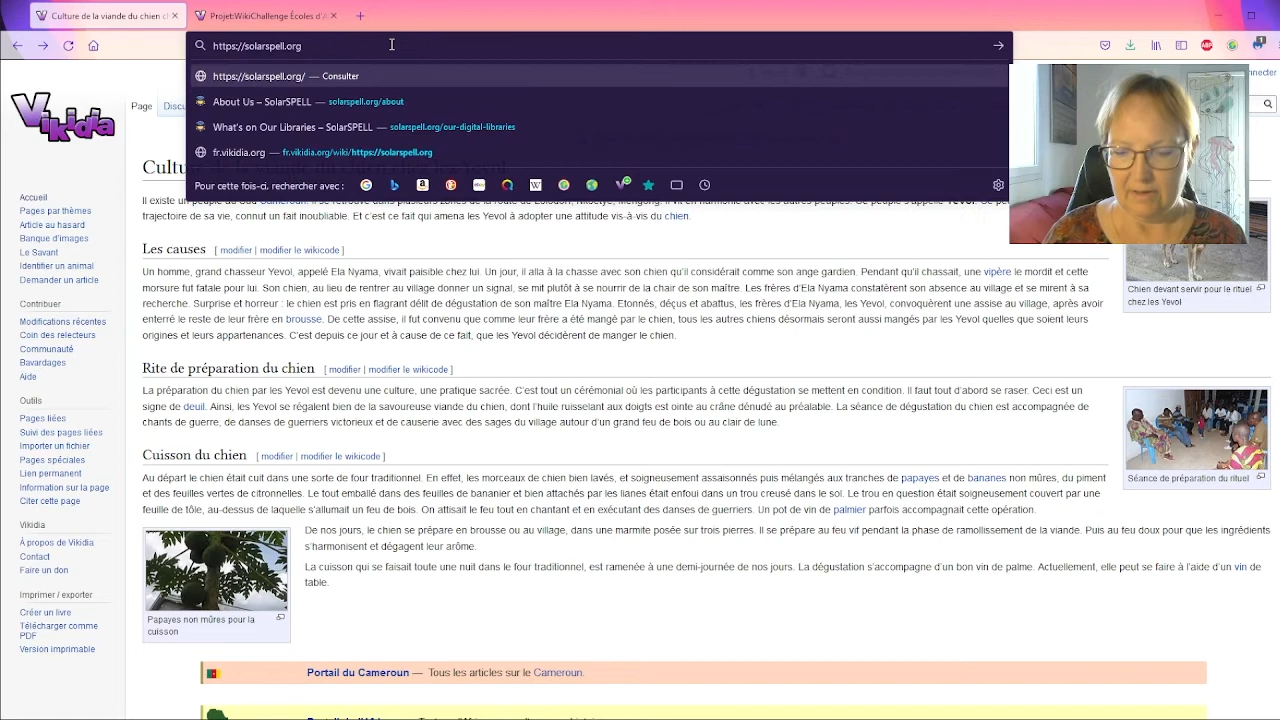 Culture de la viande du chien c
Projet:WikiChallenge Écoles d'A
https://solarspell.org
https://solarspell.org/ — Consulter
About Us – SolarSPELL — solarspell.org/about
What's on Our Libraries – SolarSPELL — solarspell.org/our-digital-libraries
fr.vikidia.org — fr.vikidia.org/wiki/https://solarspell.org
Pour cette fois-ci, rechercher avec :
Vikidia
Page Discu
Accueil
Pages par thèmes
Article au hasard
Banque d'images
Le Savant
Identifier un animal
Demander un article
Contribuer
Modifications récentes
Coin des relecteurs
Communauté
Bavardages
Aide
Outils
Pages liées
Suivi des pages liées
Importer un fichier
Pages spéciales
Lien permanent
Information sur la page
Citer cette page
Vikidia
À propos de Vikidia
Contact
Faire un don
Imprimer / exporter
Créer un livre
Télécharger comme
PDF
Version imprimable
trajectoire de sa vie, connut un fait inoubliable. Et c'est ce fait qui amena les Yevol à adopter une attitude vis-à-vis du chien.
Les causes [ modifier | modifier le wikicode ]
Un homme, grand chasseur Yevol, appelé Ela Nyama, vivait paisible chez lui. Un jour, il alla à la chasse avec son chien qu'il considérait comme son ange gardien. Pendant qu'il chassait, une vipère le mordit et cette
morsure fut fatale pour lui. Son chien, au lieu de rentrer au village donner un signal, se mit plutôt à se nourrir de la chair de son maître. Les frères d'Ela Nyama constatèrent son absence au village et se mirent à sa
recherche. Surprise et horreur : le chien est pris en flagrant délit de dégustation de son maître Ela Nyama. Etonnés, déçus et abattus, les frères d'Ela Nyama, les Yevol, convoquèrent une assise au village, après avoir
enterré le reste de leur frère en brousse. De cette assise, il fut convenu que comme leur frère a été mangé par le chien, tous les autres chiens désormais seront aussi mangés par les Yevol quelles que soient leurs
origines et leurs appartenances. C'est depuis ce jour et à cause de ce fait, que les Yevol décidèrent de manger le chien.
Chien devant servir pour le rituel
chez les Yevol
Rite de préparation du chien [ modifier | modifier le wikicode ]
La préparation du chien par les Yevol est devenu une culture, une pratique sacrée. C'est tout un cérémonial où les participants à cette dégustation se mettent en condition. Il faut tout d'abord se raser. Ceci est un
signe de deuil. Ainsi, les Yevol se régalent bien de la savoureuse viande du chien, dont l'huile ruisselant aux doigts est ointe au crâne dénudé au préalable. La séance de dégustation du chien est accompagnée de
chants de guerre, de danses de guerriers victorieux et de causerie avec des sages du village autour d'un grand feu de bois ou au clair de lune.
Séance de préparation du rituel
Cuisson du chien [ modifier | modifier le wikicode ]
Au départ le chien était cuit dans une sorte de four traditionnel. En effet, les morceaux de chien bien lavés, et soigneusement assaisonnés puis mélangés aux tranches de papayes et de bananes non mûres, du piment
et des feuilles vertes de citronnelles. Le tout emballé dans des feuilles de bananier et bien attachés par les lianes était enfoui dans un trou creusé dans le sol. Le trou en question était soigneusement couvert par une
feuille de tôle, au-dessus de laquelle s'allumait un feu de bois. On attisait le feu tout en chantant et en exécutant des danses de guerriers. Un pot de vin de palmier parfois accompagnait cette opération.
De nos jours, le chien se prépare en brousse ou au village, dans une marmite posée sur trois pierres. Il se prépare au feu vif pendant la phase de ramollissement de la viande. Puis au feu doux pour que les ingrédients
s'harmonisent et dégagent leur arôme.
La cuisson qui se faisait toute une nuit dans le four traditionnel, est ramenée à une demi-journée de nos jours. La dégustation s'accompagne d'un bon vin de palme. Actuellement, elle peut se faire à l'aide d'un vin de
table.
Papayes non mûres pour la
cuisson
Portail du Cameroun — Tous les articles sur le Cameroun.